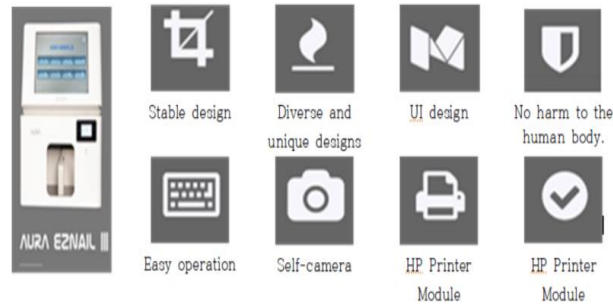 Stable design
Diverse and
unique designs
UI design
No harm to the
human body.
AURA EZNAIL III
Easy operation
Self-camera
HP Printer
Module
HP Printer
Module